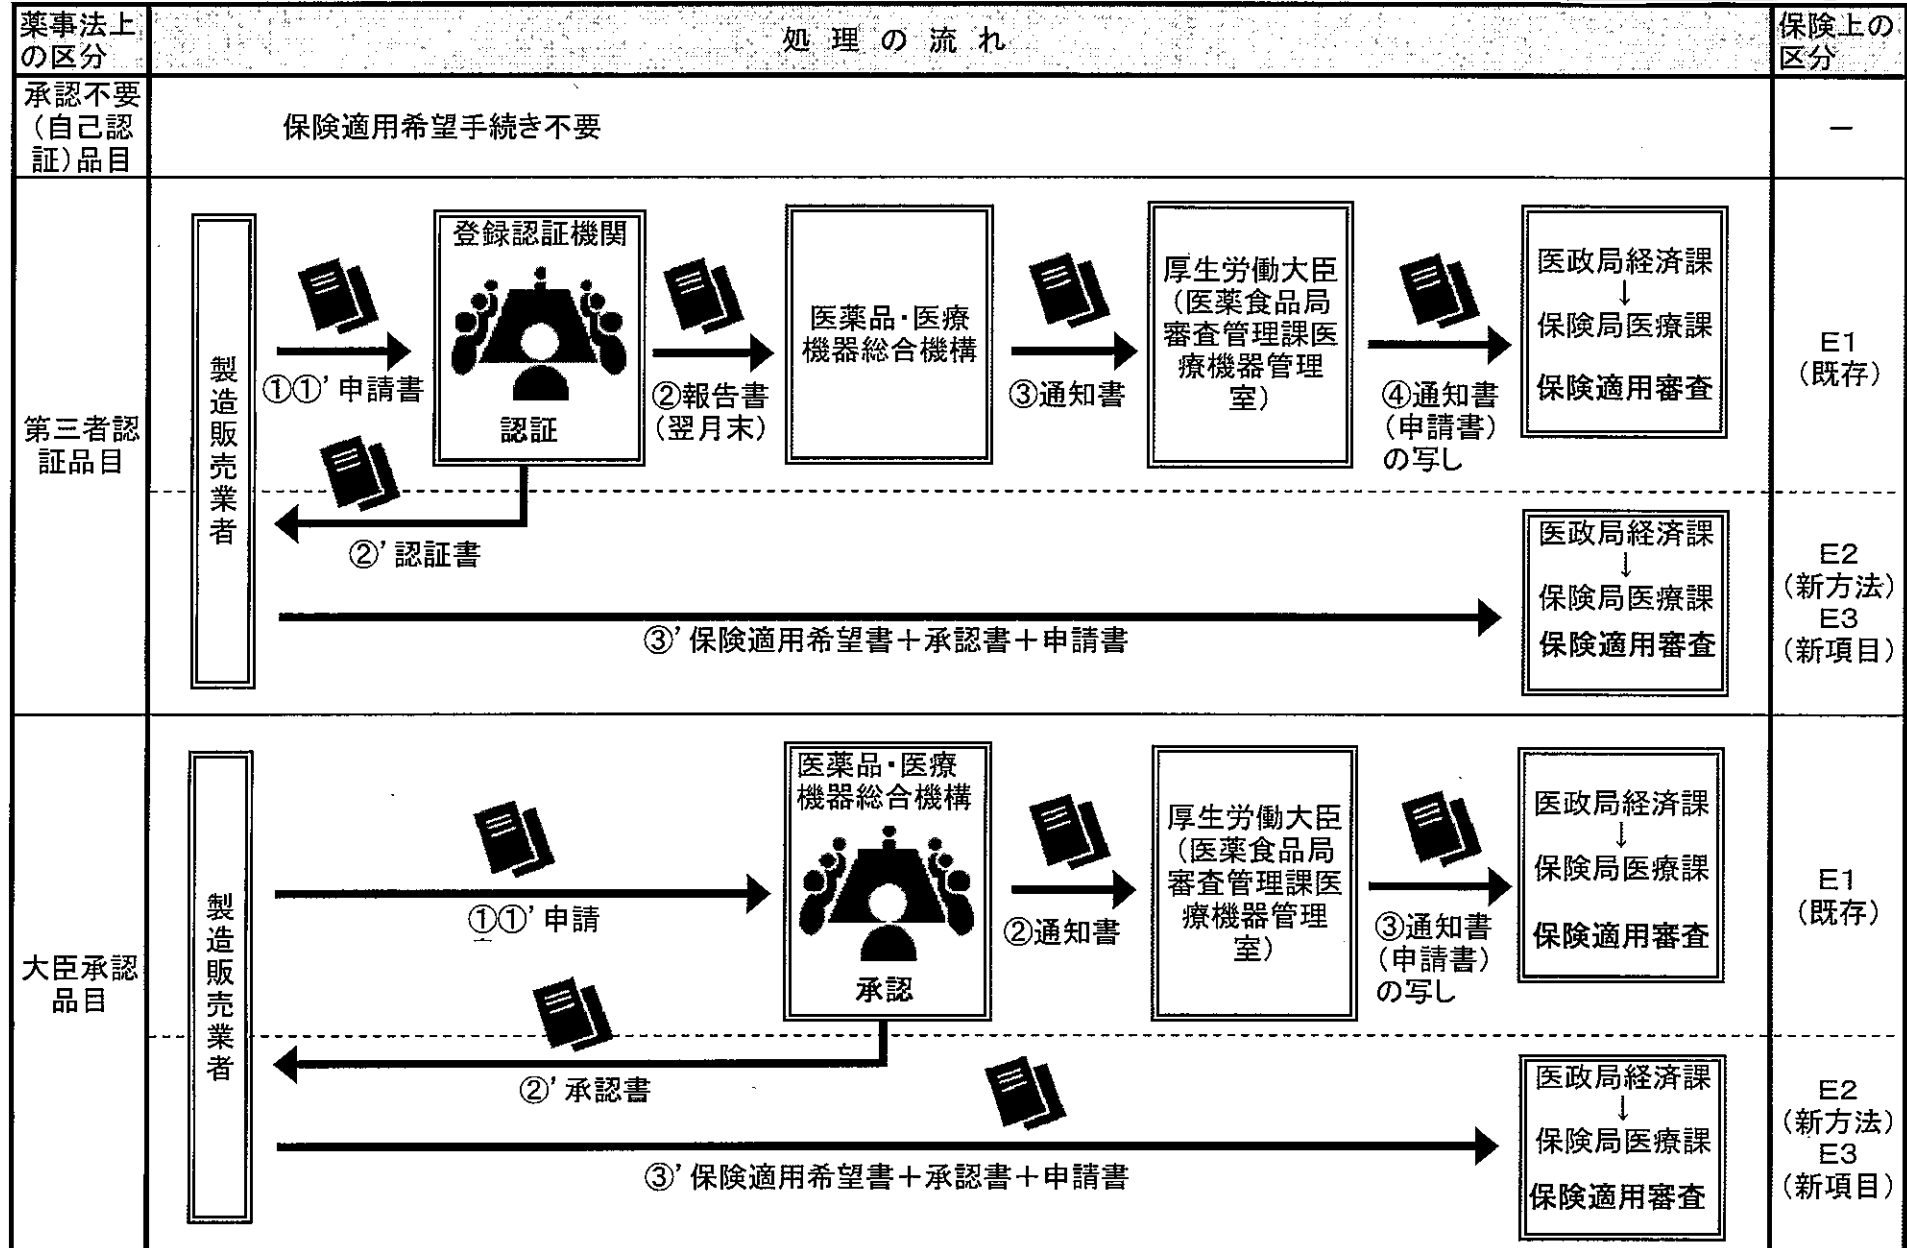 薬事法上
の区分
処理の流れ
保険上の
区分
承認不要
（自己認
証）品目
保険適用希望手続き不要
－
第三者認
証品目
製造販売業者
①①’申請書
登録認証機関
認証
②報告書
（翌月末）
医薬品・医療
機器総合機構
③通知書
厚生労働大臣
（医薬食品局
審査管理課医
療機器管理
室）
④通知書
（申請書）
の写し
医政局経済課
↓
保険局医療課
保険適用審査
E1
（既存）
②’認証書
③’保険適用希望書＋承認書＋申請書
医政局経済課
↓
保険局医療課
保険適用審査
E2
（新方法）
E3
（新項目）
大臣承認
品目
製造販売業者
①①’申請
医薬品・医療
機器総合機構
承認
②通知書
厚生労働大臣
（医薬食品局
審査管理課医
療機器管理
室）
③通知書
（申請書）
の写し
医政局経済課
↓
保険局医療課
保険適用審査
E1
（既存）
②’承認書
③’保険適用希望書＋承認書＋申請書
医政局経済課
↓
保険局医療課
保険適用審査
E2
（新方法）
E3
（新項目）